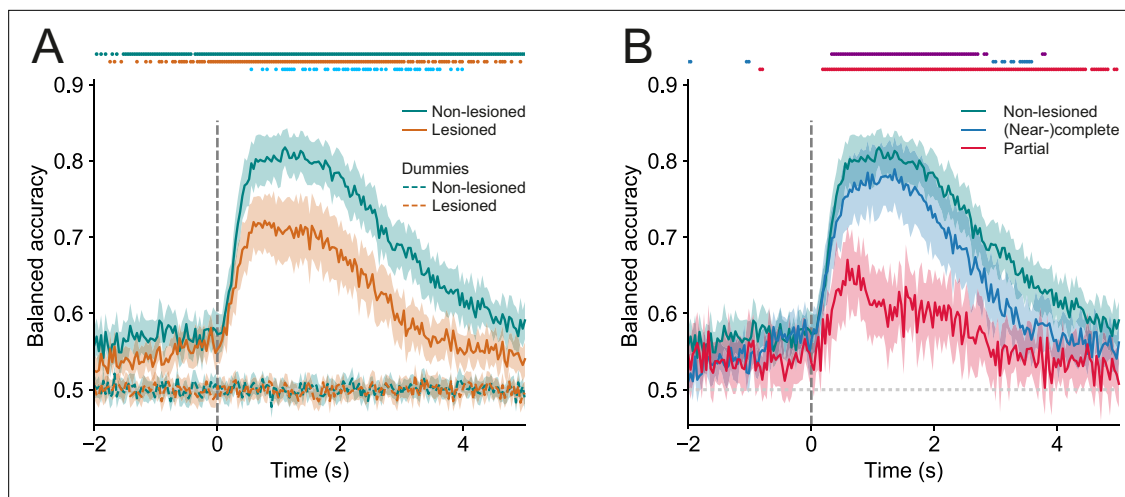 A
0.9
0.8
0.7
0.6
0.5
Balanced accuracy
Non-lesioned
Lesioned
Dummies
Non-lesioned
Lesioned
−2
0
2
4
Time (s)
B
0.9
0.8
0.7
0.6
0.5
Balanced accuracy
Non-lesioned
(Near-)complete
Partial
−2
0
2
4
Time (s)